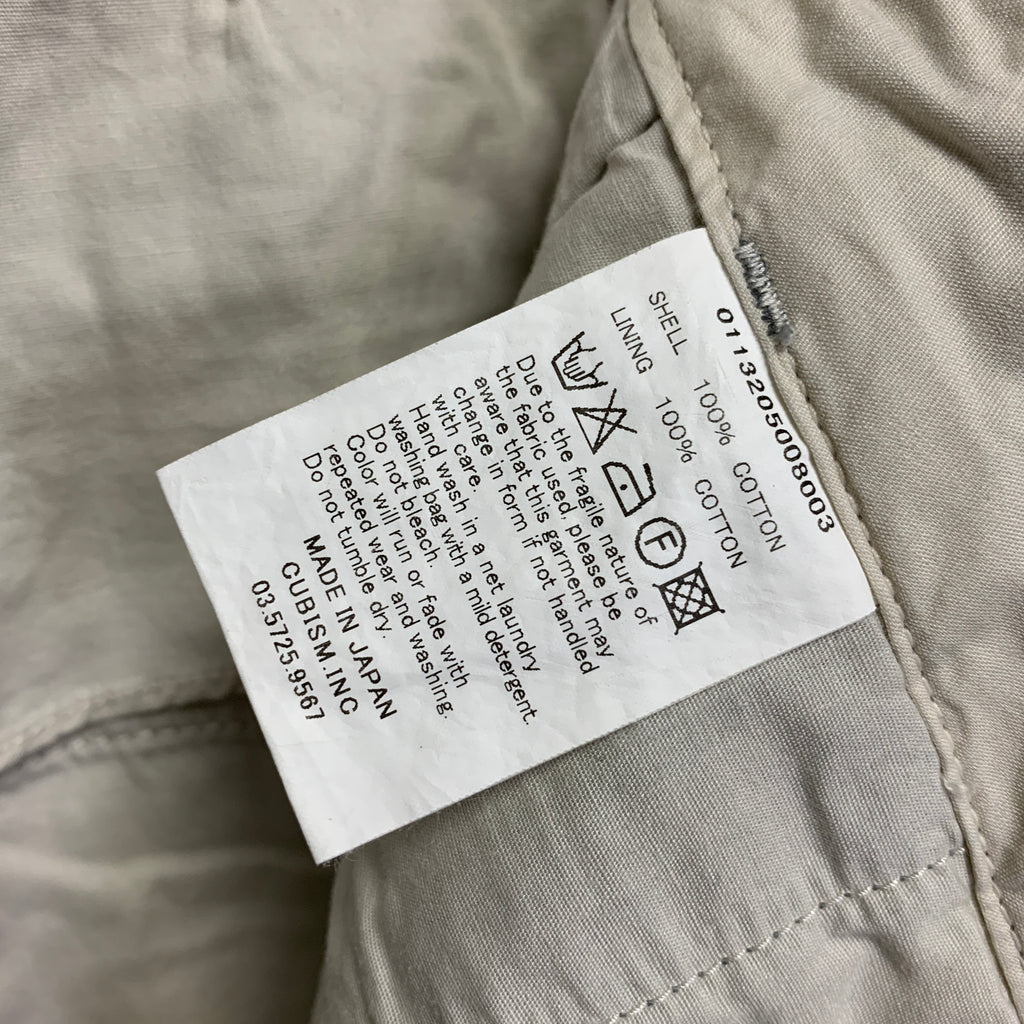 0113205008003
SHELL 100% COTTON
LINING 100% COTTON
F
Due to the fragile nature of
the fabric used, please be
aware that this garment may
change in form if not handled
with care.
Hand wash in a net laundry
washing bag with a mild detergent.
Do not bleach.
Color will run or fade with
repeated wear and washing.
Do not tumble dry.
MADE IN JAPAN
CUBISM.INC
03.5725.9567